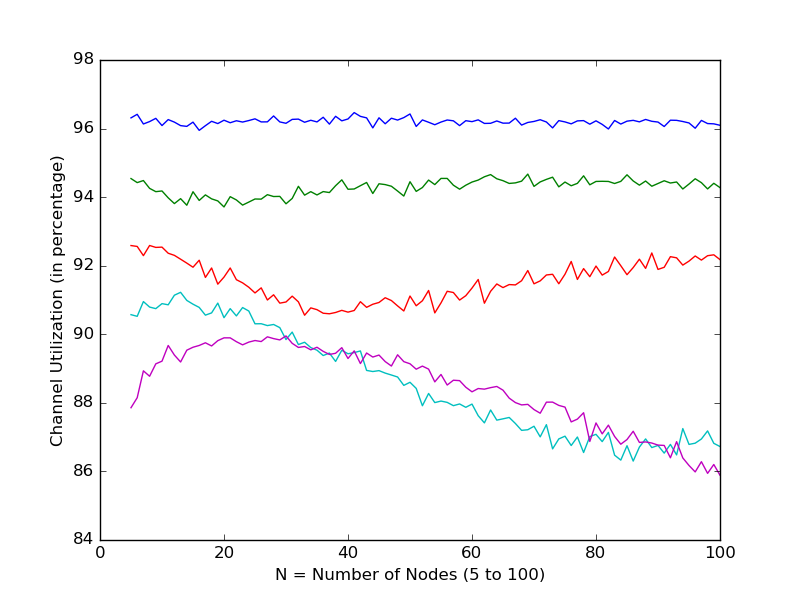 98
96
94
92
90
88
86
84
0 20 40 60 80 100
Channel Utilization (in percentage)
N = Number of Nodes (5 to 100)